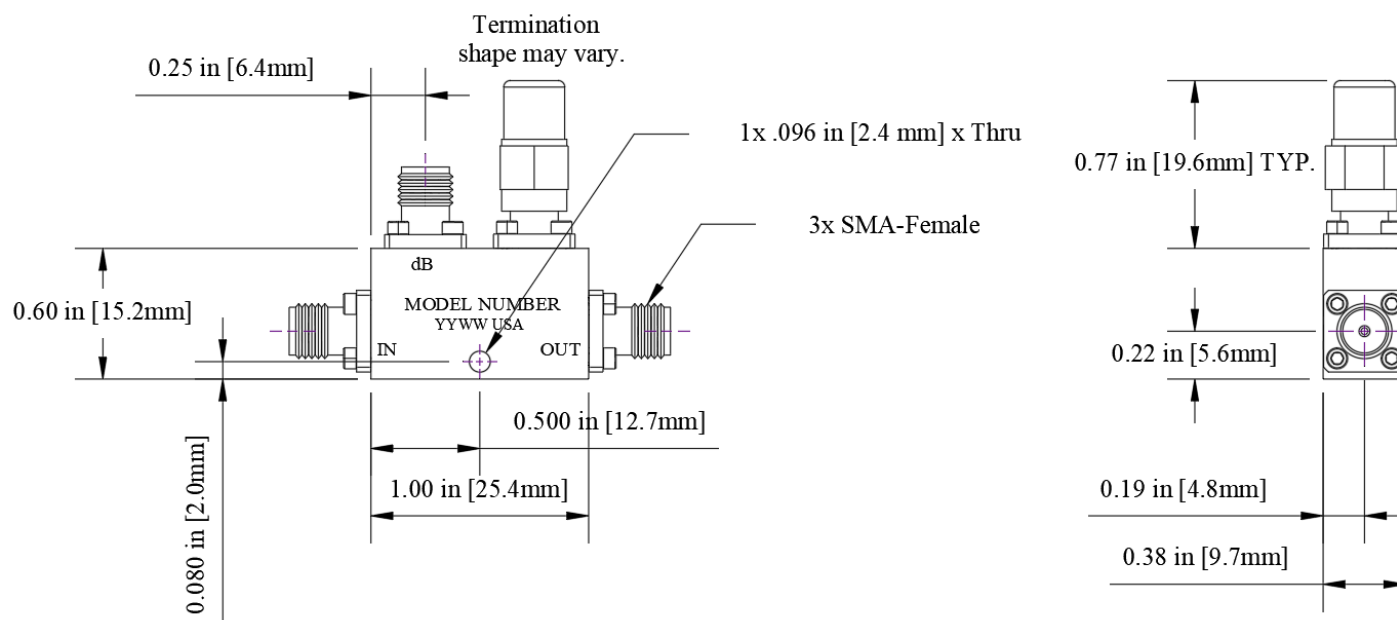 Termination
shape may vary.
0.25 in [6.4mm]
1x .096 in [2.4 mm] x Thru
0.77 in [19.6mm] TYP.
3x SMA-Female
dB
0.60 in [15.2mm]
MODEL NUMBER
YYWW USA
IN
OUT
0.22 in [5.6mm]
0.500 in [12.7mm]
0.080 in [2.0mm]
1.00 in [25.4mm]
0.19 in [4.8mm]
0.38 in [9.7mm]